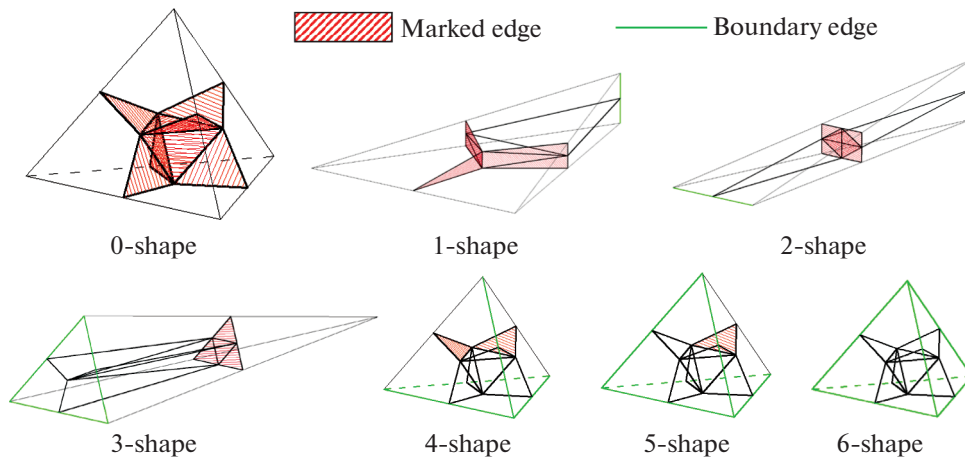 Marked edge
Boundary edge
0-shape
1-shape
2-shape
3-shape
4-shape
5-shape
6-shape